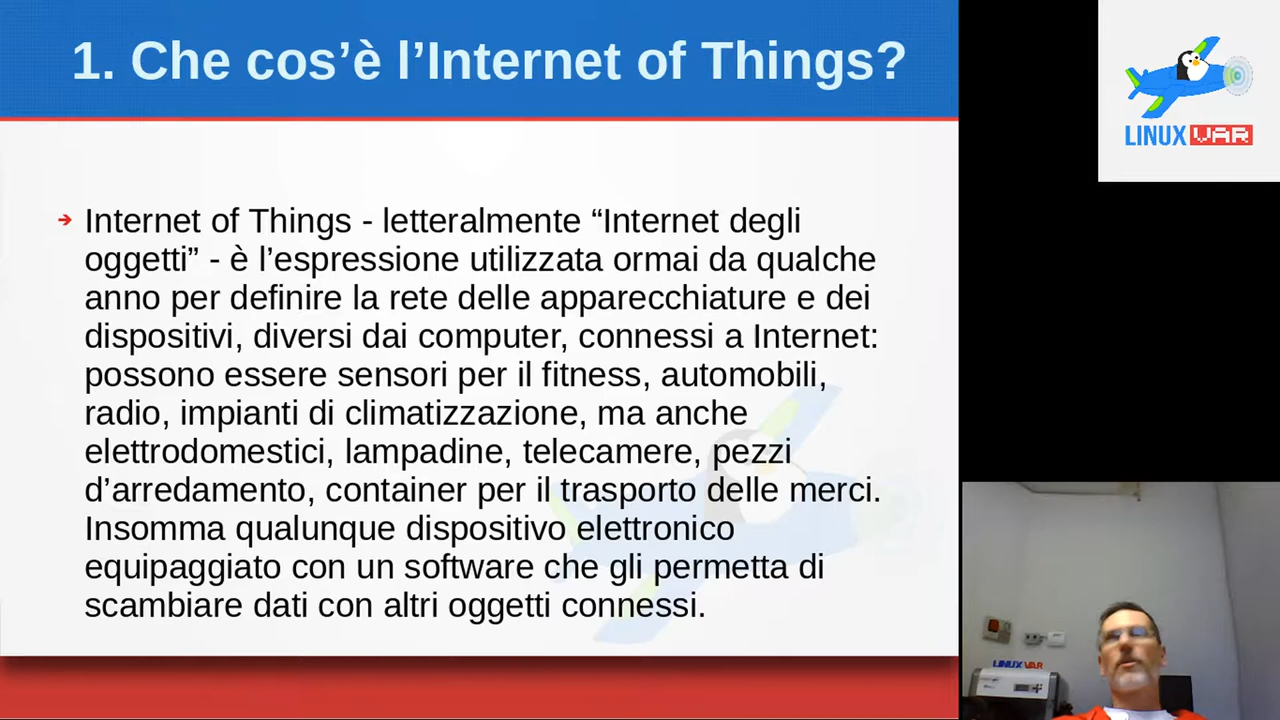 1. Che cos’è l’Internet of Things?
Internet of Things - letteralmente “Internet degli
oggetti” - è l’espressione utilizzata ormai da qualche
anno per definire la rete delle apparecchiature e dei
dispositivi, diversi dai computer, connessi a Internet:
possono essere sensori per il fitness, automobili,
radio, impianti di climatizzazione, ma anche
elettrodomestici, lampadine, telecamere, pezzi
d’arredamento, container per il trasporto delle merci.
Insomma qualunque dispositivo elettronico
equipaggiato con un software che gli permetta di
scambiare dati con altri oggetti connessi.
LINUX VAR
LINUX VAR